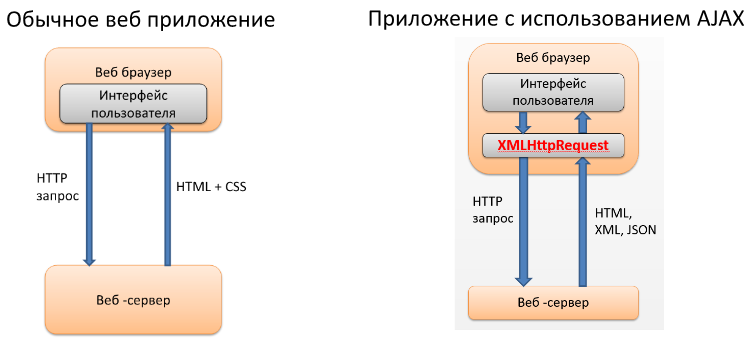 Обычное веб приложение
Веб браузер
Интерфейс
пользователя
HTTP
запрос
HTML + CSS
Веб -сервер
Приложение с использованием AJAX
Веб браузер
Интерфейс
пользователя
XMLHttpRequest
HTTP
запрос
HTML,
XML, JSON
Веб -сервер